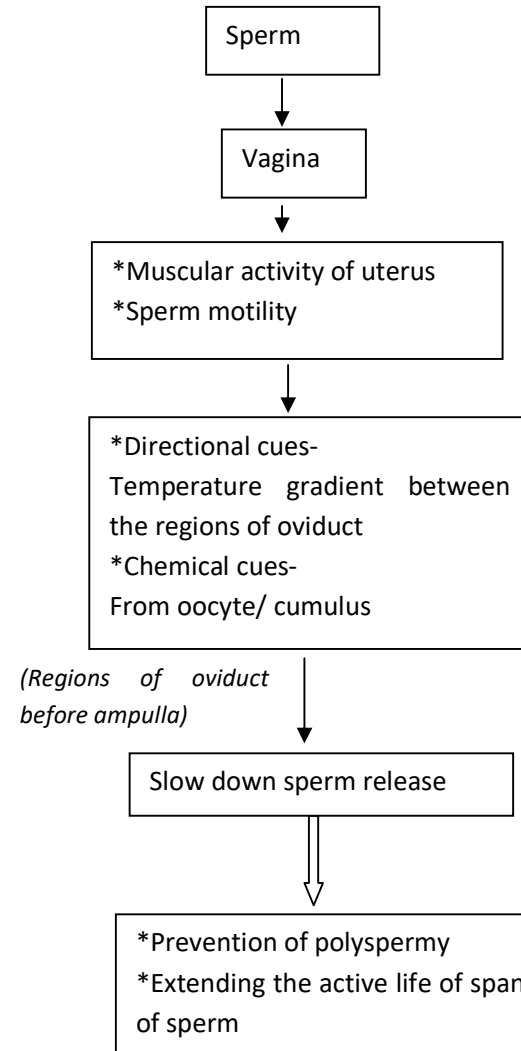 Sperm
Vagina
*Muscular activity of uterus
*Sperm motility
*Directional cues-
Temperature gradient between
the regions of oviduct
*Chemical cues-
From oocyte/ cumulus
(Regions of oviduct
before ampulla)
Slow down sperm release
*Prevention of polyspermy
*Extending the active life of span
of sperm